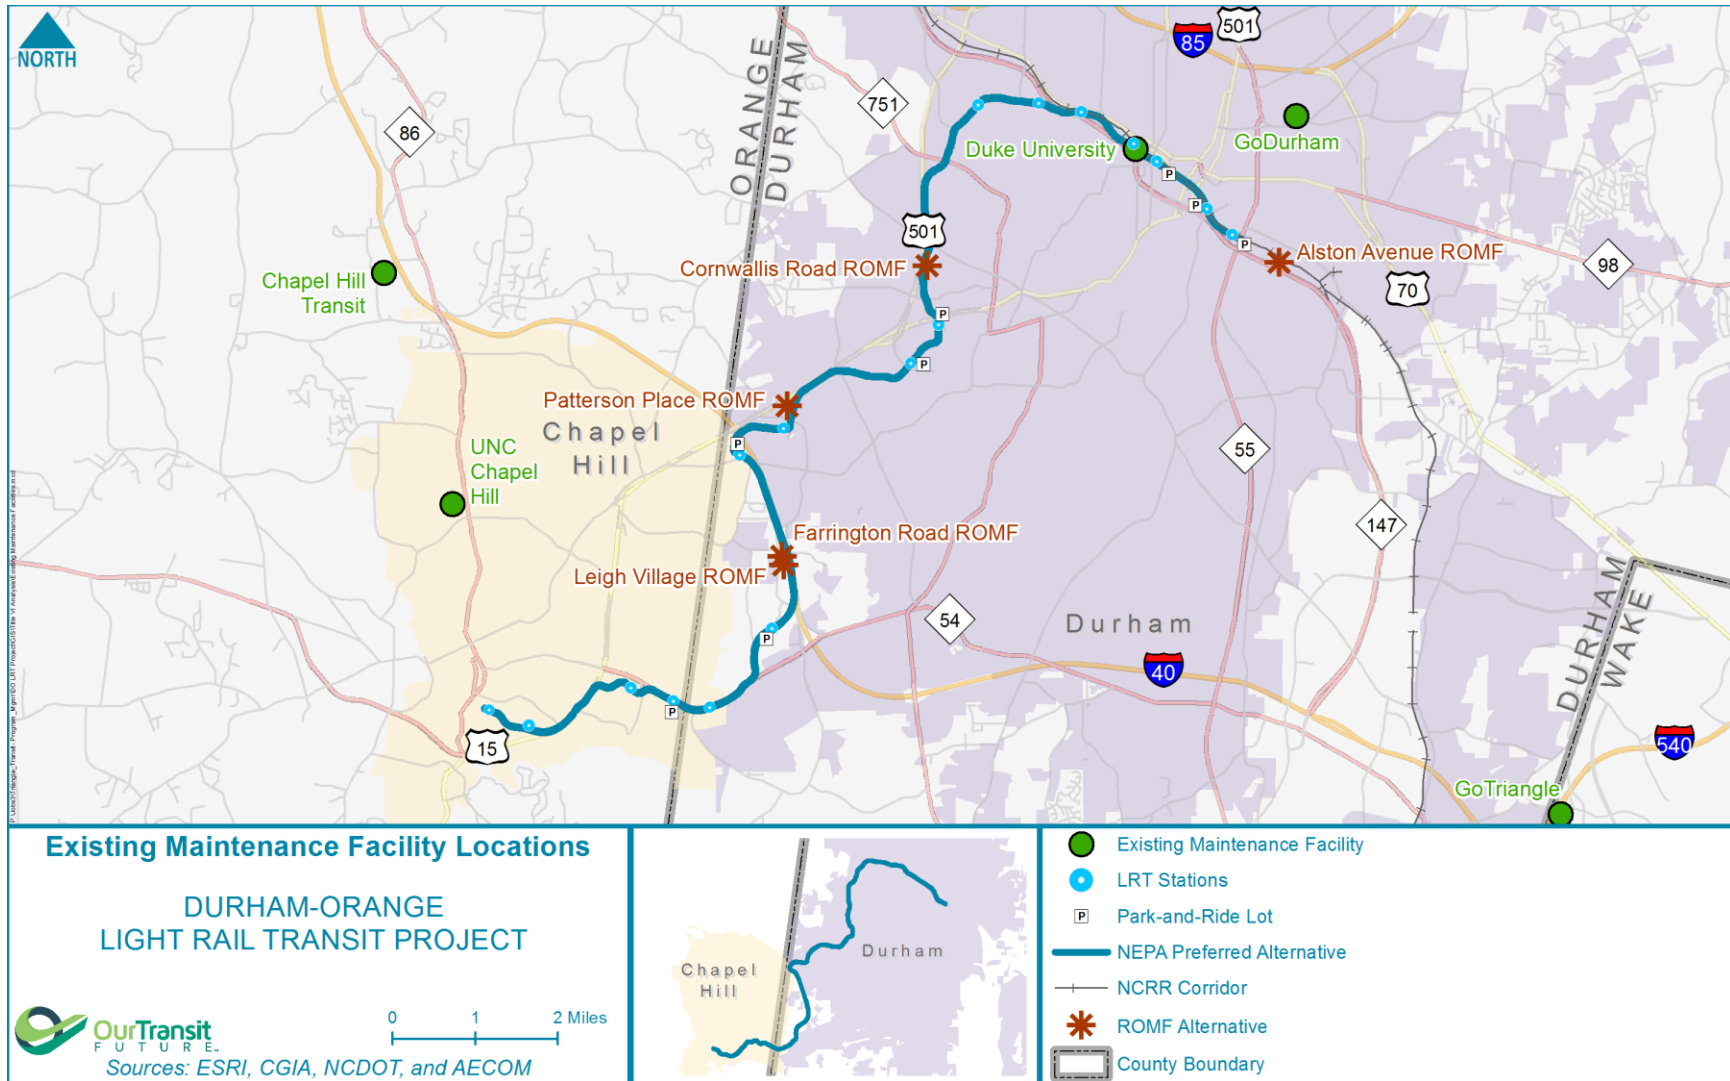 NORTH
ORANGE
DURHAM
86
751
85
501
GoDurham
Duke University
501
Cornwallis Road ROMF
Alston Avenue ROMF
98
70
Chapel Hill
Transit
Patterson Place ROMF
Chapel
Hill
UNC
Chapel
Hill
55
147
Farrington Road ROMF
Leigh Village ROMF
54
Durham
40
DURHAM
WAKE
15
540
GoTriangle
P
P
P
P
P
P
P
P
Existing Maintenance Facility Locations
DURHAM-ORANGE
LIGHT RAIL TRANSIT PROJECT
OurTransit
FUTURE
0 1 2 Miles
Sources: ESRI, CGIA, NCDOT, and AECOM
Chapel
Hill
Durham
Existing Maintenance Facility
LRT Stations
P Park-and-Ride Lot
NEPA Preferred Alternative
NCRR Corridor
ROMF Alternative
County Boundary